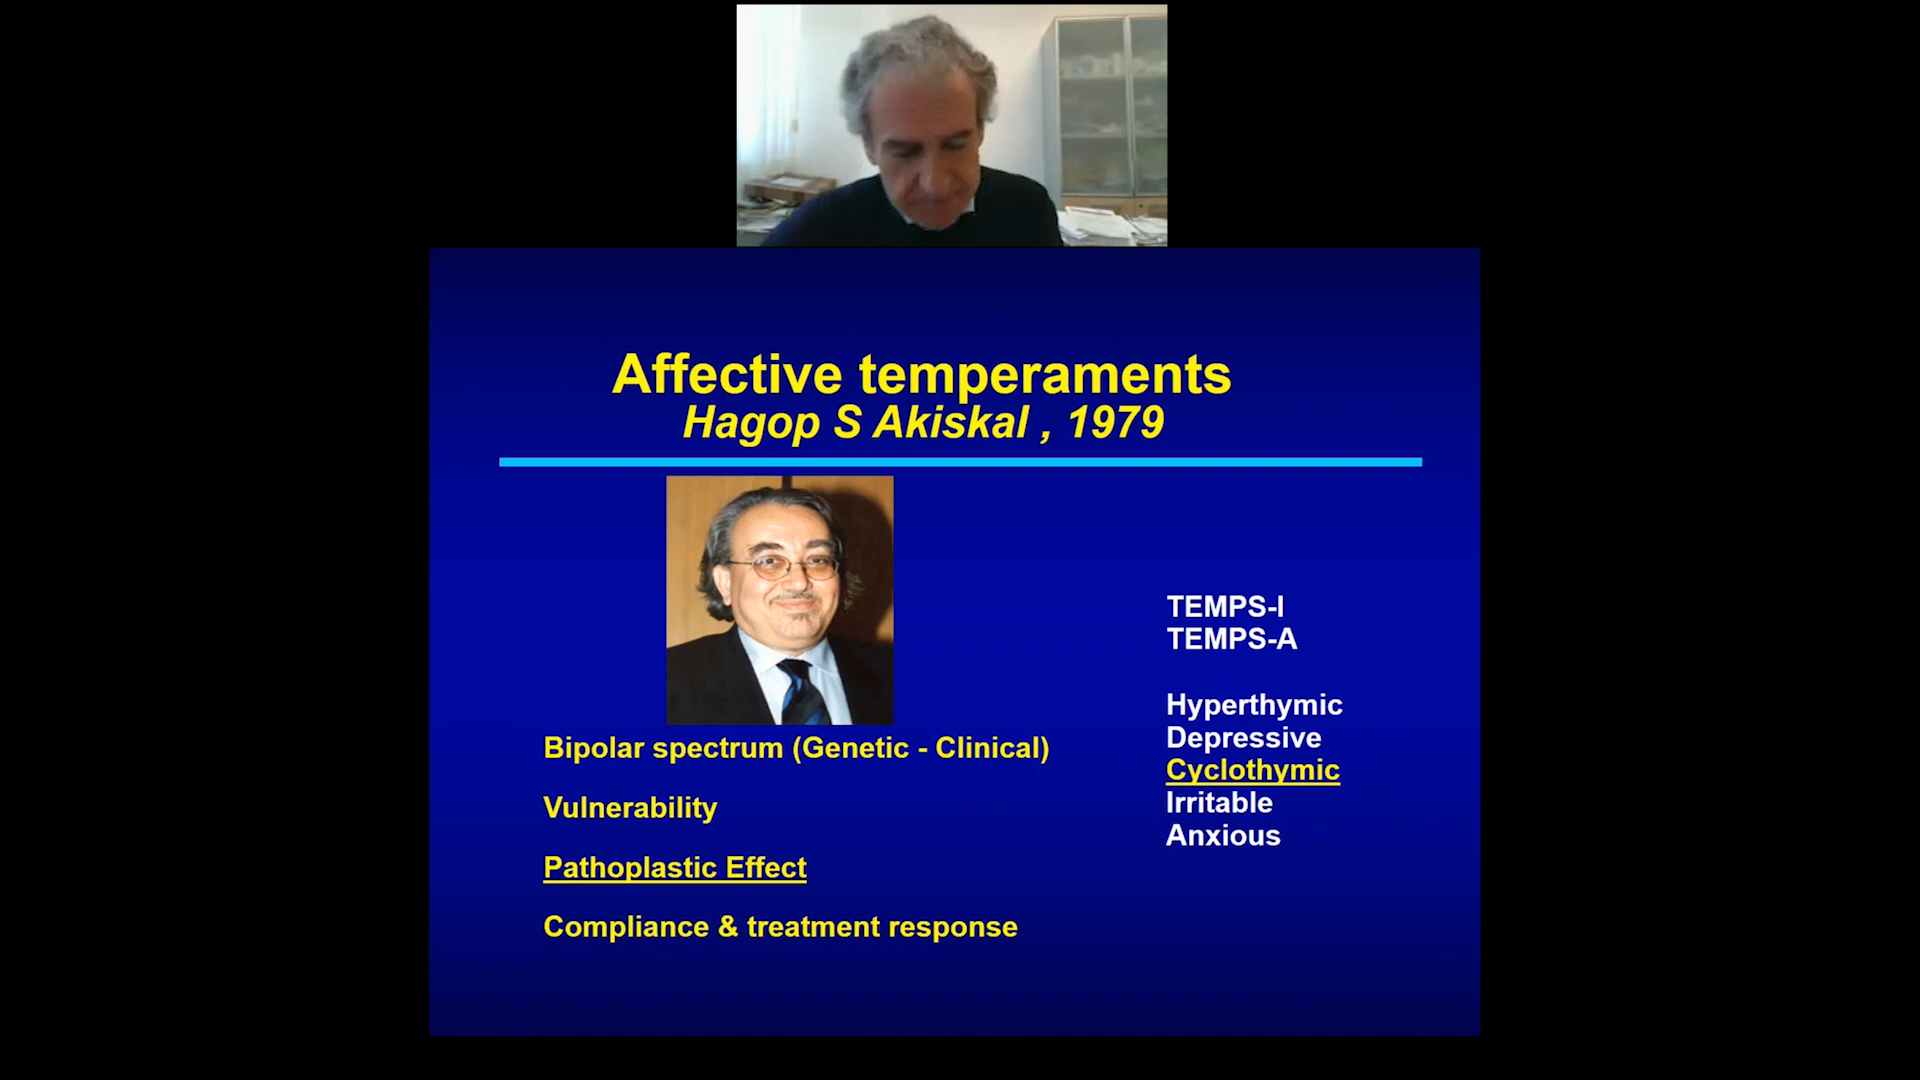 Affective temperaments
Hagop S Akiskal , 1979
Bipolar spectrum (Genetic - Clinical)
Vulnerability
Pathoplastic Effect
Compliance & treatment response
TEMPS-I
TEMPS-A
Hyperthymic
Depressive
Cyclothymic
Irritable
Anxious